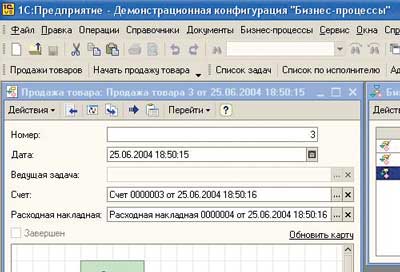 1С:Предприятие - Демонстрационная конфигурация "Бизнес-процессы"
Файл Правка Операции Справочники Документы Бизнес-процессы Сервис Окна
Продажи товаров Начать продажу товара Список задач Список по исполнителю
Продажа товара: Продажа товара 3 от 25.06.2004 18:50:15
Действия Перейти ?
Номер: 3
Дата: 25.06.2004 18:50:15
Ведущая задача: ... x
Счет: Счет 0000003 от 25.06.2004 18:50:16 ... x
Расходная накладная: Расходная накладная 0000004 от 25.06.2004 18:50:16 ... x
Завершен Обновить карту
Действия